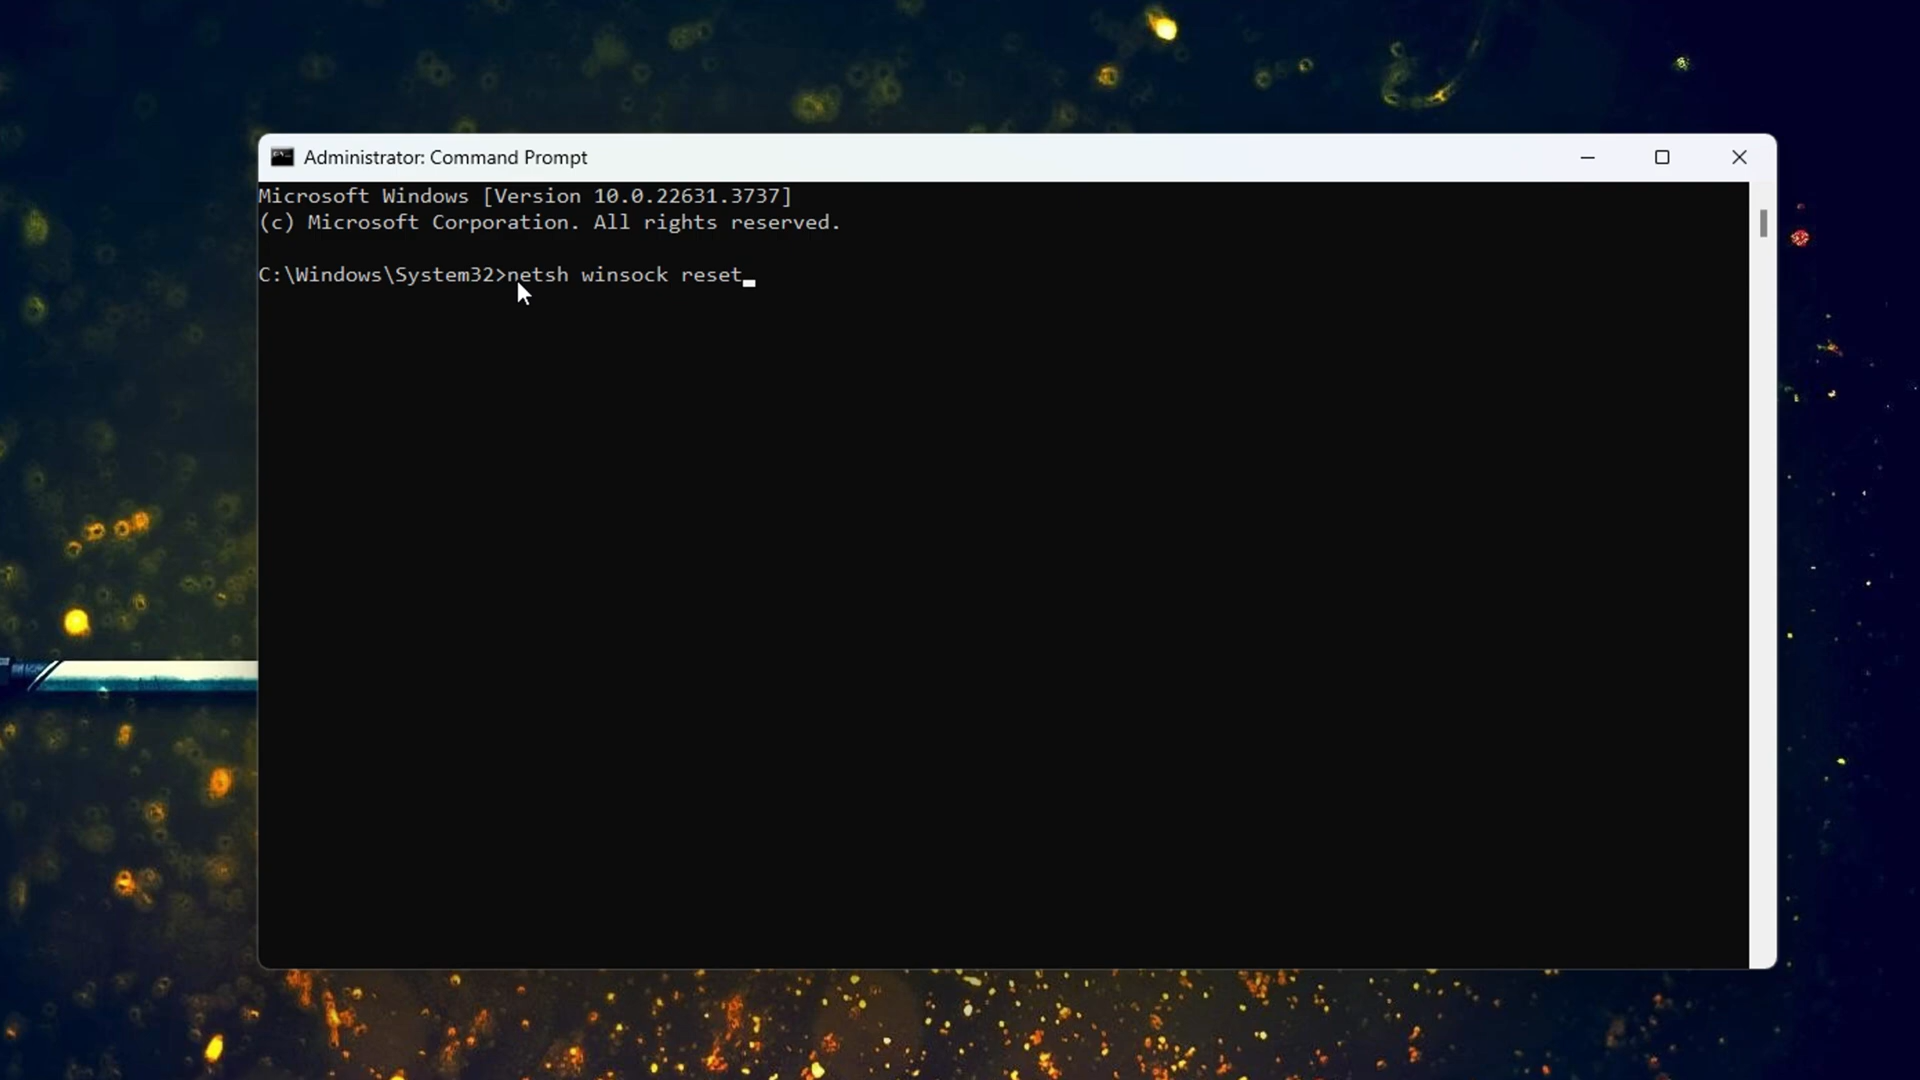 Administrator: Command Prompt
Microsoft Windows [Version 10.0.22631.3737]
(c) Microsoft Corporation. All rights reserved.
C:\Windows\System32>netsh winsock reset